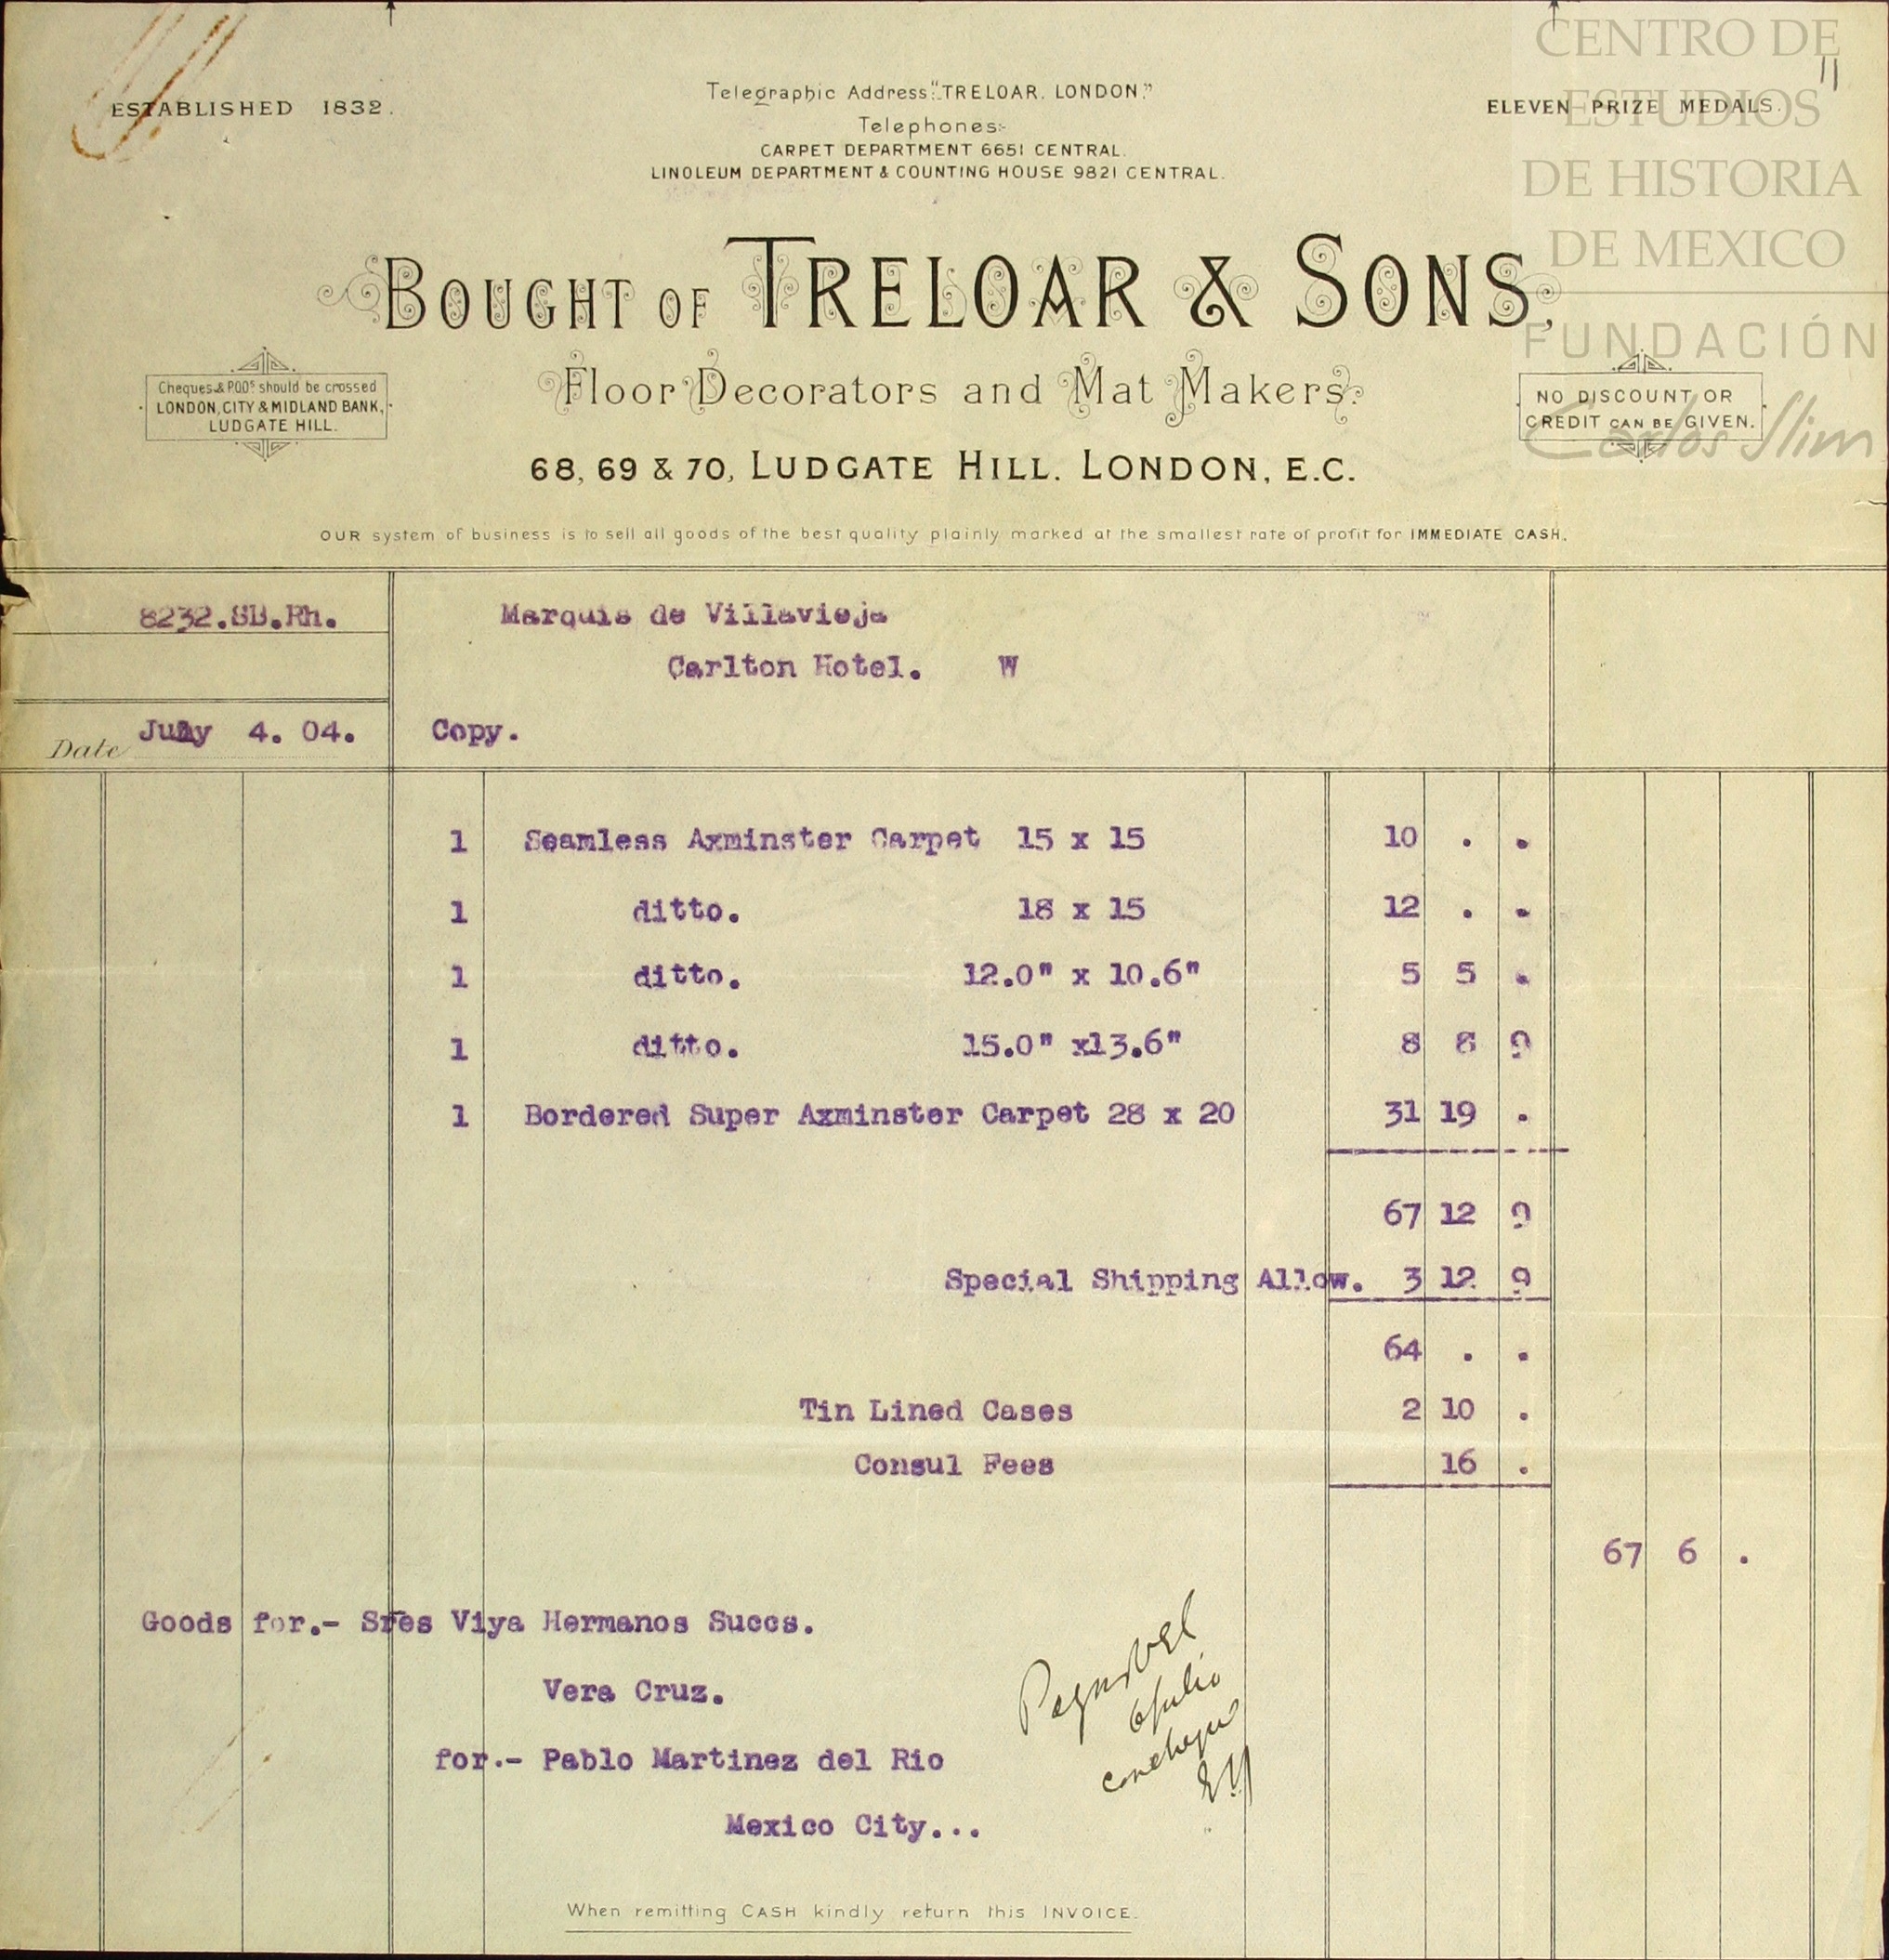 CENTRO DE
ESTUDIOS
DE HISTORIA
DE MEXICO
FUNDACIÓN
Carlos Slim
11
ESTABLISHED 1832.
Telegraphic Address: "TRELOAR. LONDON."
Telephones:-
CARPET DEPARTMENT 6651 CENTRAL.
LINOLEUM DEPARTMENT & COUNTING HOUSE 9821 CENTRAL.
ELEVEN PRIZE MEDALS.
BOUGHT OF TRELOAR & SONS,
Floor Decorators and Mat Makers.
Cheques & P.O.O.s should be crossed
LONDON, CITY & MIDLAND BANK,
LUDGATE HILL.
NO DISCOUNT OR
CREDIT CAN BE GIVEN.
68, 69 & 70, LUDGATE HILL. LONDON, E.C.
OUR system of business is to sell all goods of the best quality plainly marked at the smallest rate of profit for IMMEDIATE CASH.
8232.SB.Rh.
Marquis de Villavieja
Carlton Hotel. W
Date July 4. 04.
Copy.
1 Seamless Axminster Carpet 15 x 15 10 . .
1 ditto. 18 x 15 12 . .
1 ditto. 12.0" x 10.6" 5 5 .
1 ditto. 15.0" x13.6" 8 8 9
1 Bordered Super Axminster Carpet 28 x 20 31 19 .
67 12 9
Special Shipping Allow. 3 12 9
64 . .
Tin Lined Cases 2 10 .
Consul Fees 16 .
67 6 .
Goods for.- Sres Viya Hermanos Succs.
Vera Cruz.
for.- Pablo Martinez del Rio
Mexico City...
6 Julio
When remitting CASH kindly return this INVOICE.